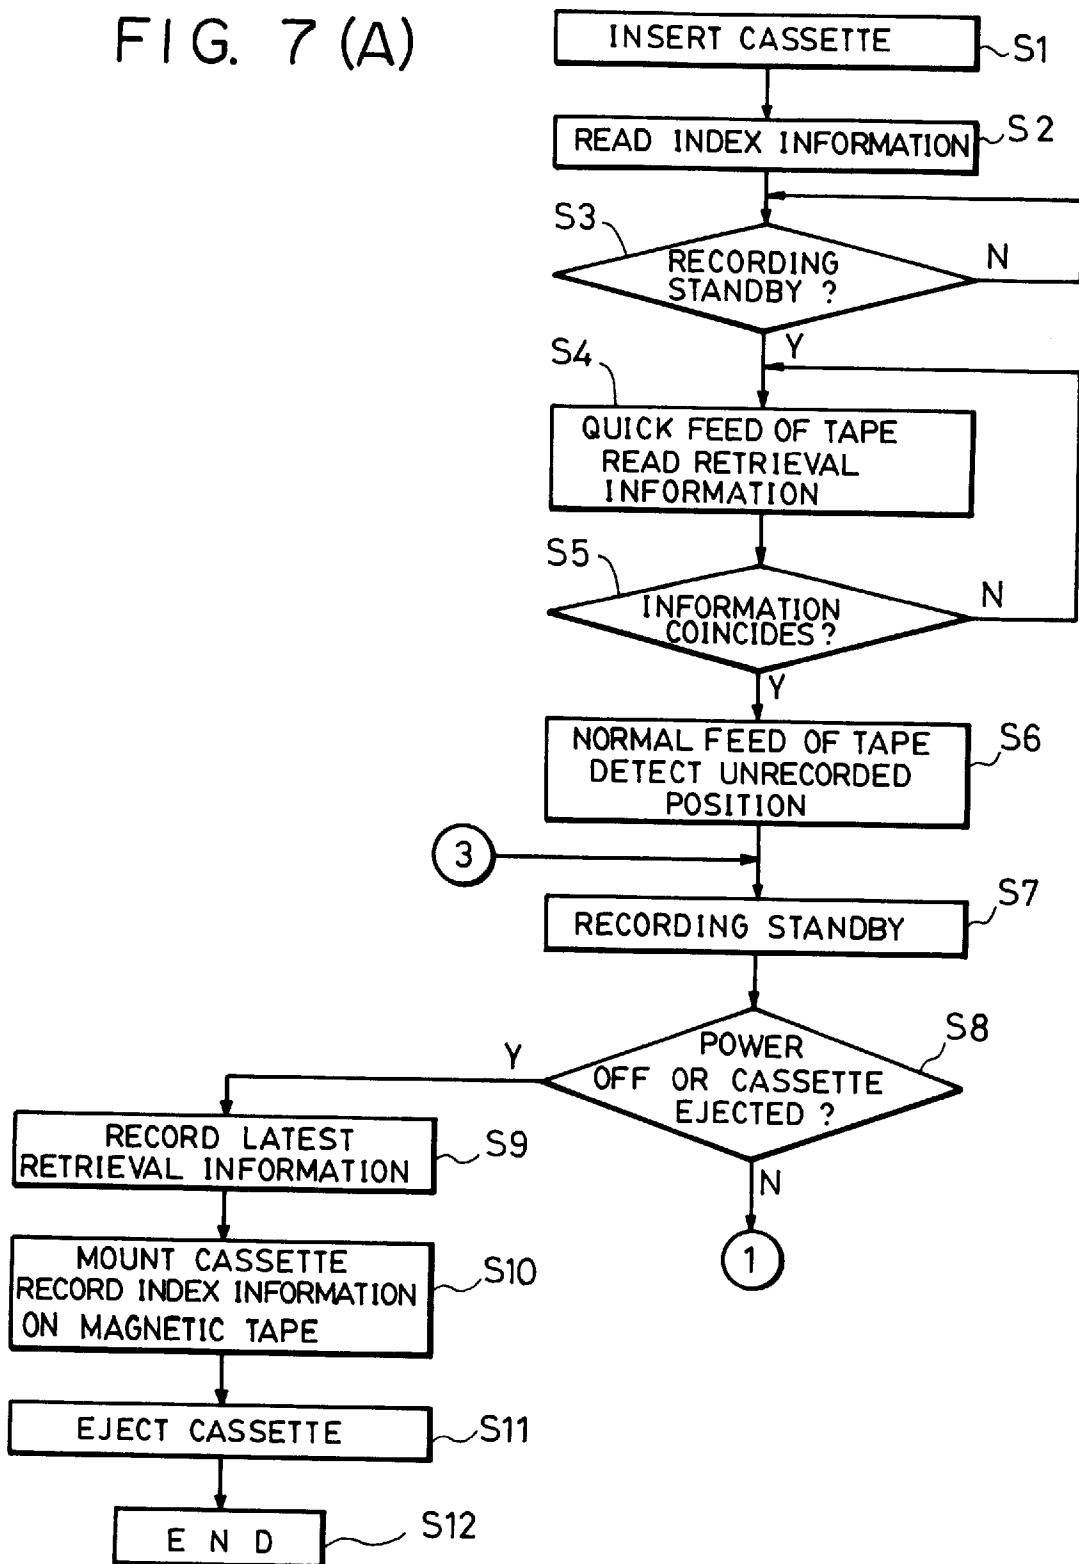 FIG. 7 (A)
INSERT CASSETTE
S1
READ INDEX INFORMATION
S2
S3
RECORDING
STANDBY ?
N
Y
S4
QUICK FEED OF TAPE
READ RETRIEVAL
INFORMATION
S5
INFORMATION
COINCIDES?
N
Y
NORMAL FEED OF TAPE
DETECT UNRECORDED
POSITION
S6
3
RECORDING STANDBY
S7
POWER
OFF OR CASSETTE
EJECTED ?
S8
Y
N
1
RECORD LATEST
RETRIEVAL INFORMATION
S9
MOUNT CASSETTE
RECORD INDEX INFORMATION
ON MAGNETIC TAPE
S10
EJECT CASSETTE
S11
END
S12